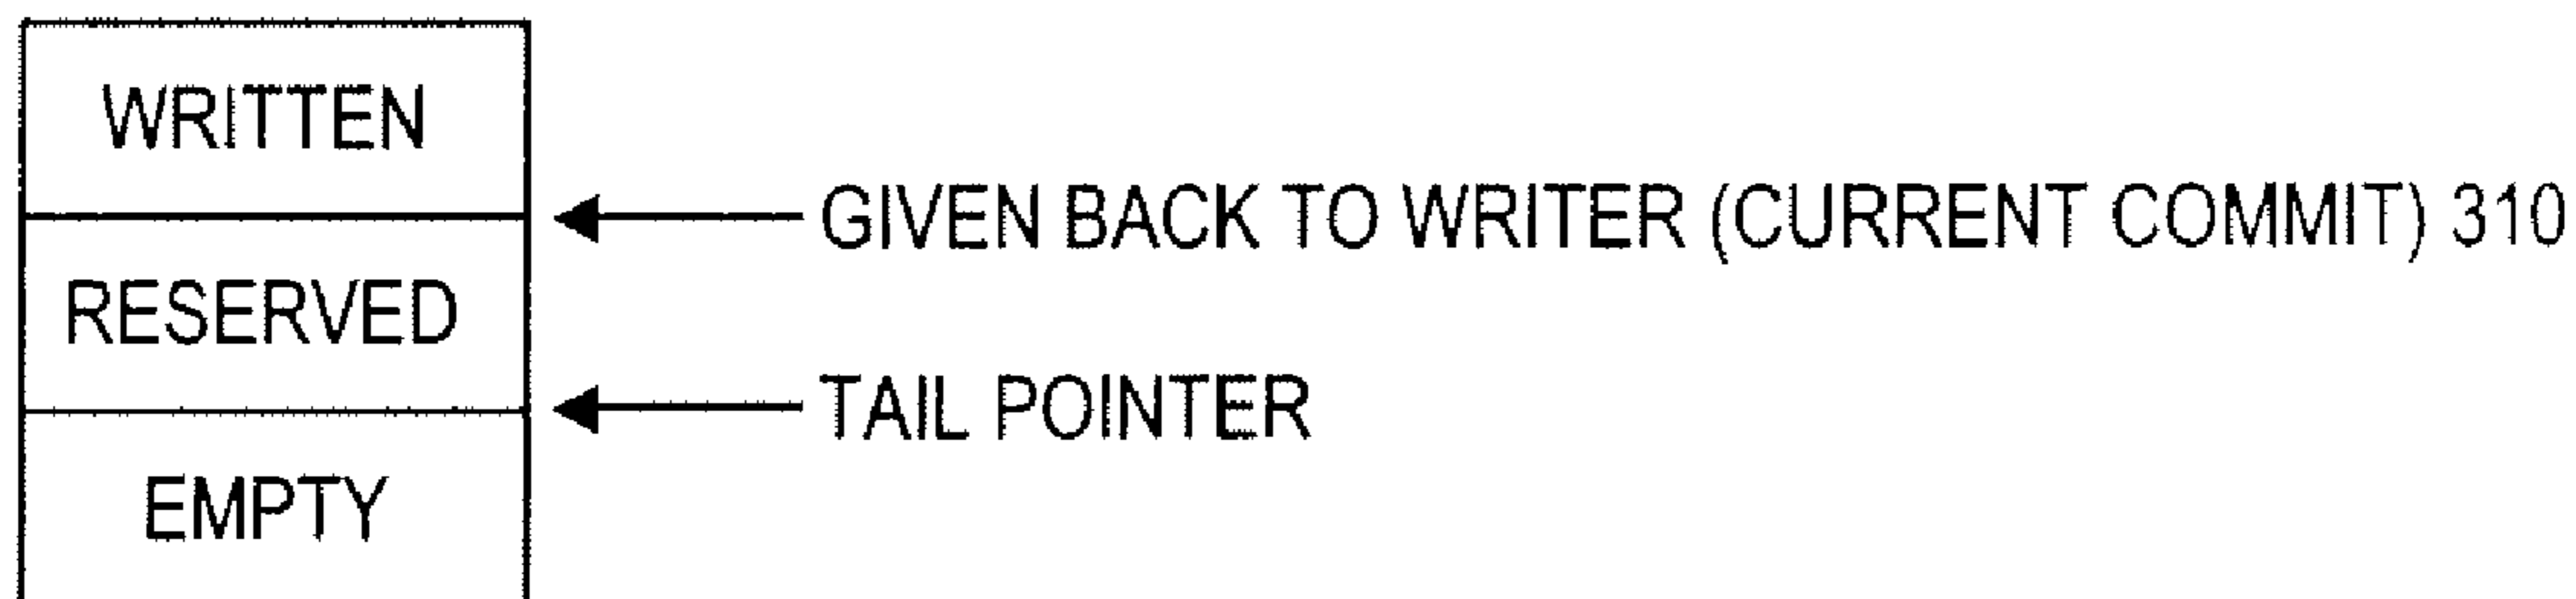 WRITTEN
GIVEN BACK TO WRITER (CURRENT COMMIT) 310
RESERVED
TAIL POINTER
EMPTY